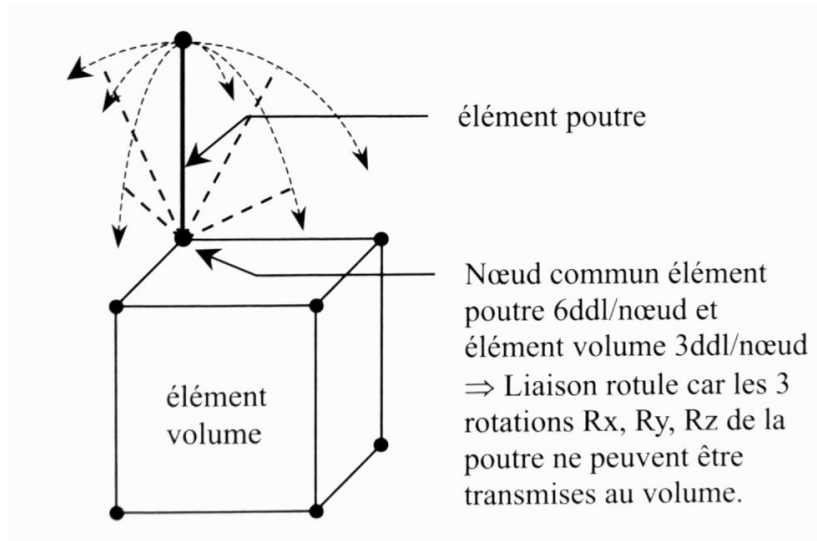 élément poutre
Nœud commun élément
poutre 6ddl/nœud et
élément volume 3ddl/nœud
⇒ Liaison rotule car les 3
rotations Rx, Ry, Rz de la
poutre ne peuvent être
transmises au volume.
élément
volume